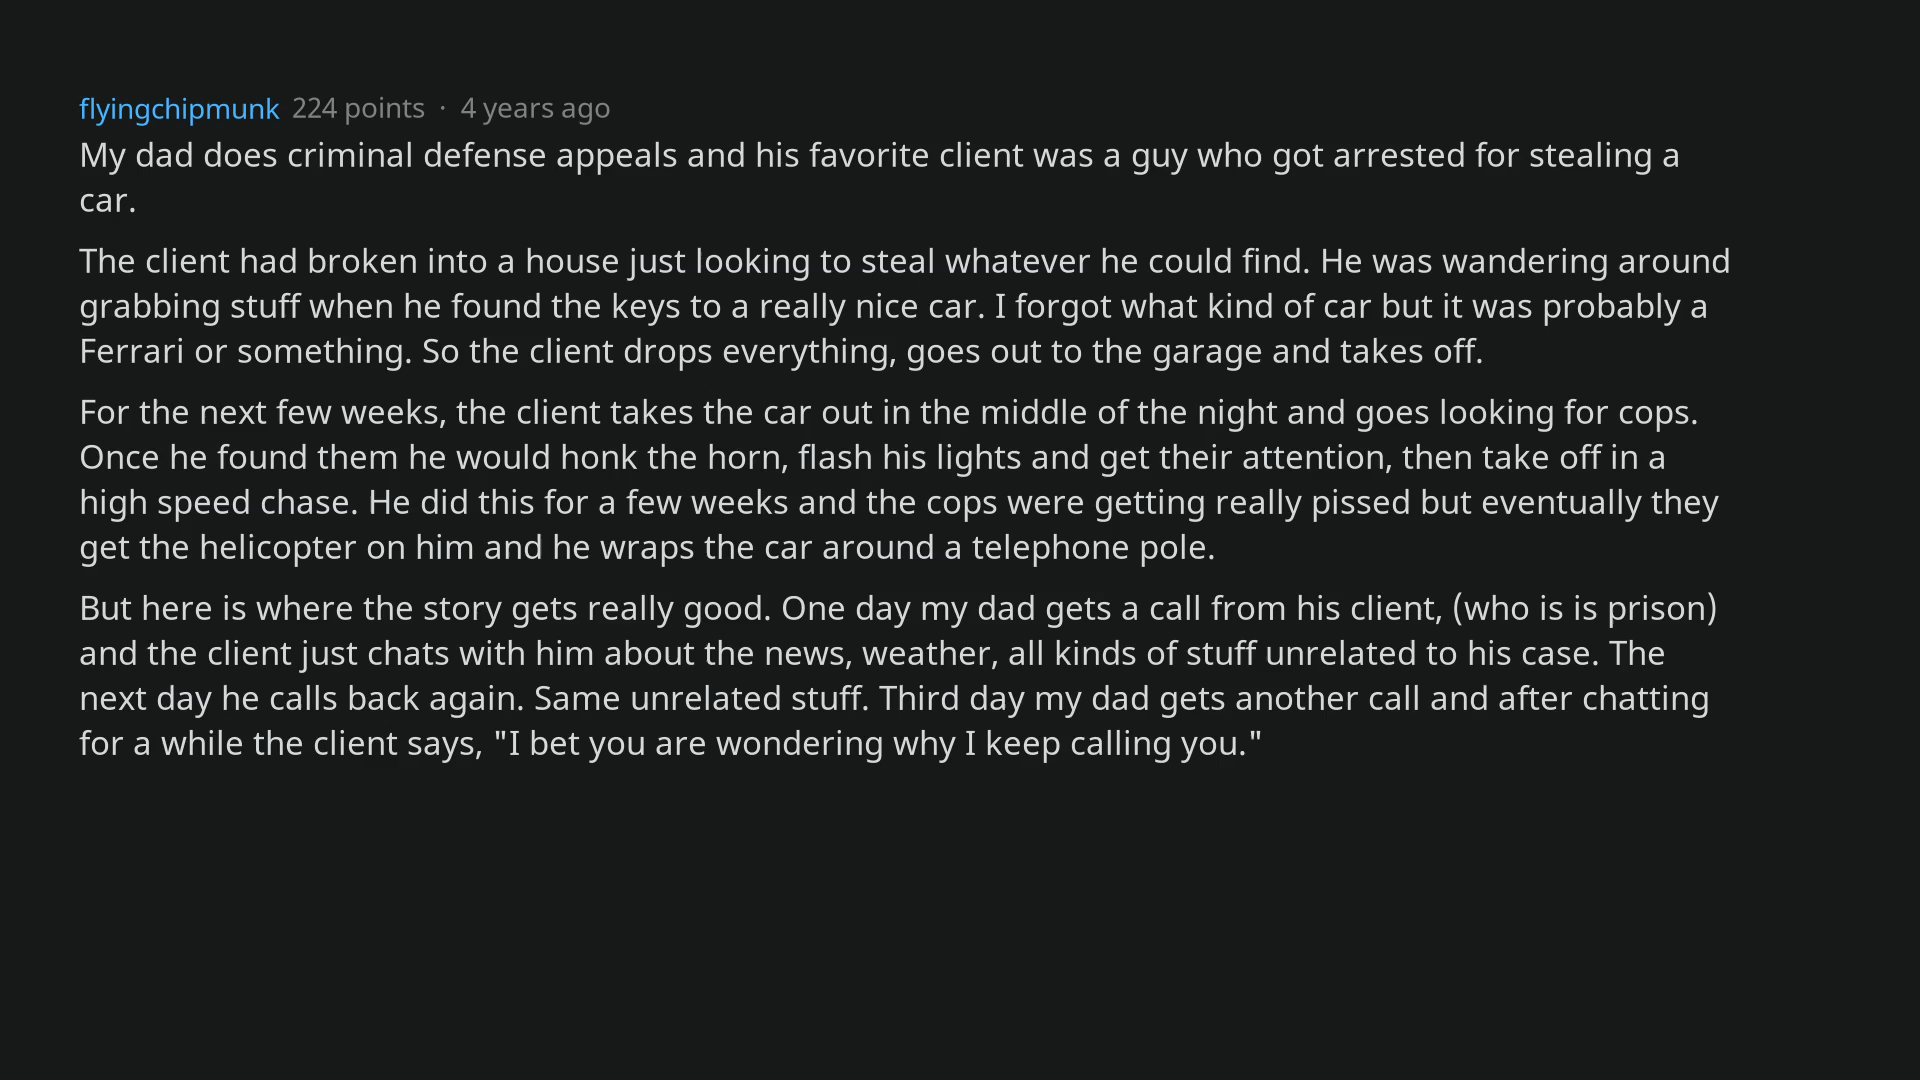 flyingchipmunk 224 points · 4 years ago
My dad does criminal defense appeals and his favorite client was a guy who got arrested for stealing a
car.
The client had broken into a house just looking to steal whatever he could find. He was wandering around
grabbing stuff when he found the keys to a really nice car. I forgot what kind of car but it was probably a
Ferrari or something. So the client drops everything, goes out to the garage and takes off.
For the next few weeks, the client takes the car out in the middle of the night and goes looking for cops.
Once he found them he would honk the horn, flash his lights and get their attention, then take off in a
high speed chase. He did this for a few weeks and the cops were getting really pissed but eventually they
get the helicopter on him and he wraps the car around a telephone pole.
But here is where the story gets really good. One day my dad gets a call from his client, (who is is prison)
and the client just chats with him about the news, weather, all kinds of stuff unrelated to his case. The
next day he calls back again. Same unrelated stuff. Third day my dad gets another call and after chatting
for a while the client says, "I bet you are wondering why I keep calling you."